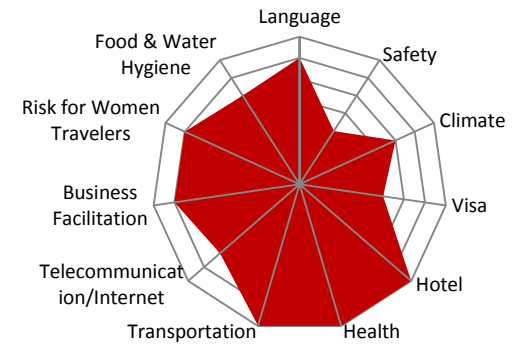 Language
Safety
Climate
Visa
Hotel
Health
Transportation
Telecommunicat
ion/Internet
Business
Facilitation
Risk for Women
Travelers
Food & Water
Hygiene